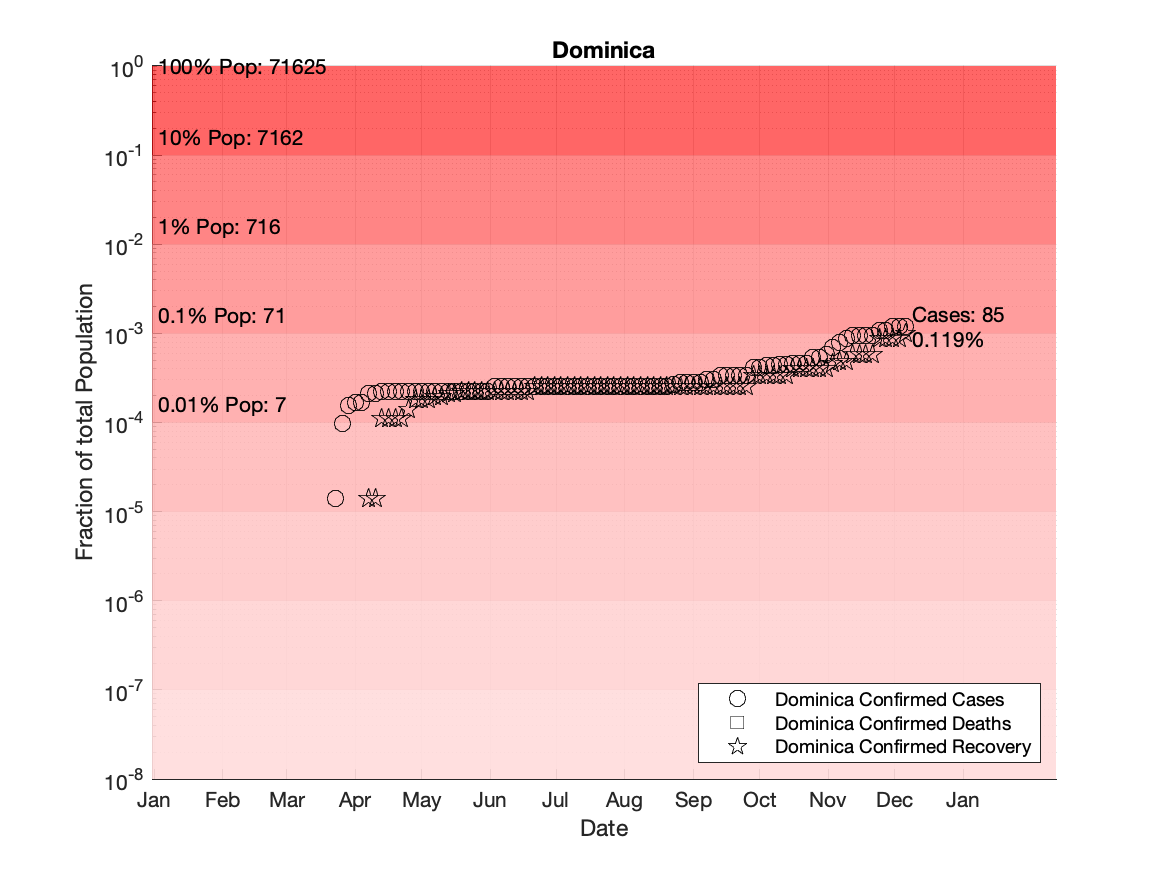 Dominica
10^0
100% Pop: 71625
10% Pop: 7162
10^-1
1% Pop: 716
10^-2
0.1% Pop: 71
Cases: 85
10^-3
0.119%
0.01% Pop: 7
10^-4
10^-5
10^-6
10^-7
10^-8
Fraction of total Population
Dominica Confirmed Cases
Dominica Confirmed Deaths
Dominica Confirmed Recovery
Jan Feb Mar Apr May Jun Jul Aug Sep Oct Nov Dec Jan
Date